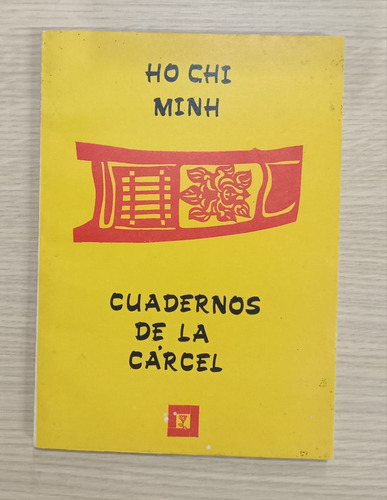 HO CHI
MINH
CUADERNOS
DE LA
CÁRCEL